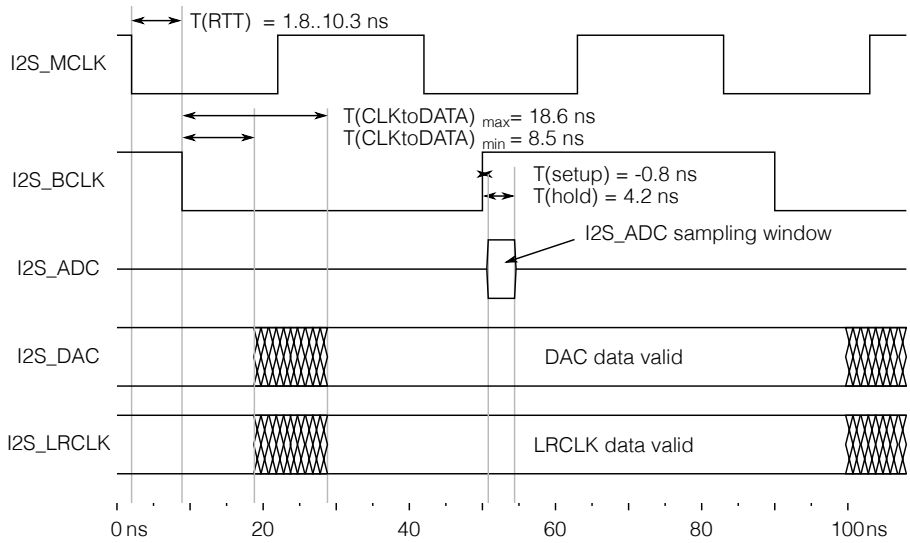 T(RTT) = 1.8..10.3 ns
I2S_MCLK
T(CLKtoDATA) max= 18.6 ns
T(CLKtoDATA) min = 8.5 ns
I2S_BCLK
T(setup) = -0.8 ns
T(hold) = 4.2 ns
I2S_ADC sampling window
I2S_ADC
I2S_DAC
DAC data valid
I2S_LRCLK
LRCLK data valid
0 ns 20 40 60 80 100 ns